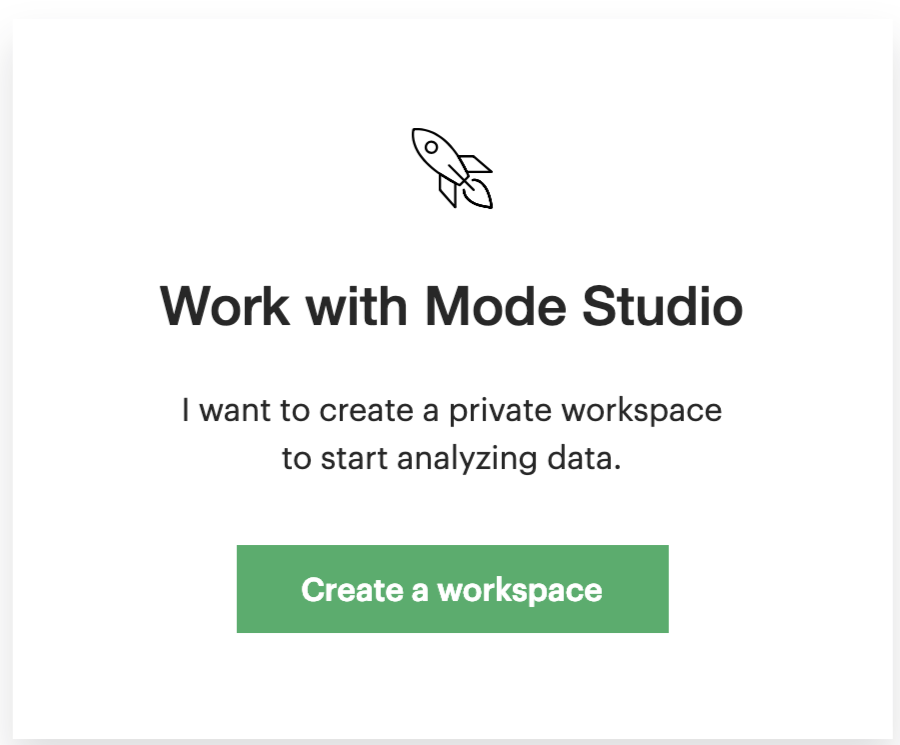 Work with Mode Studio
I want to create a private workspace
to start analyzing data.
Create a workspace